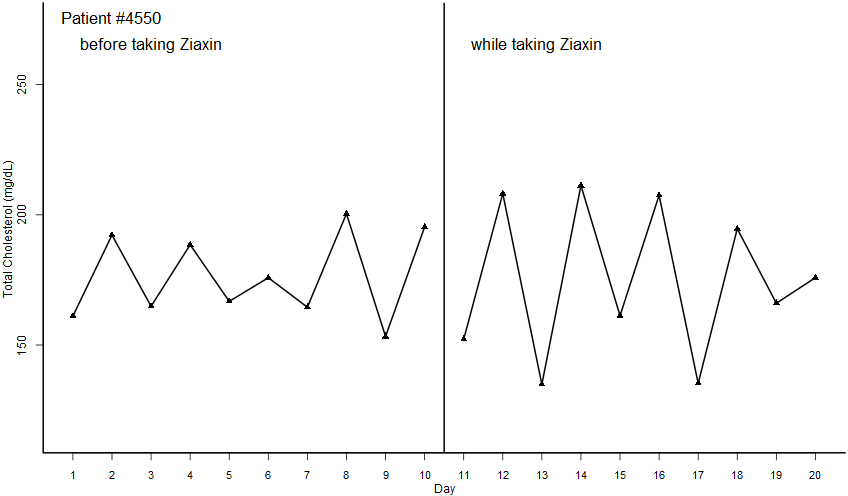 Patient #4550
before taking Ziaxin
while taking Ziaxin
250
200
150
Total Cholesterol (mg/dL)
1 2 3 4 5 6 7 8 9 10 11 12 13 14 15 16 17 18 19 20
Day